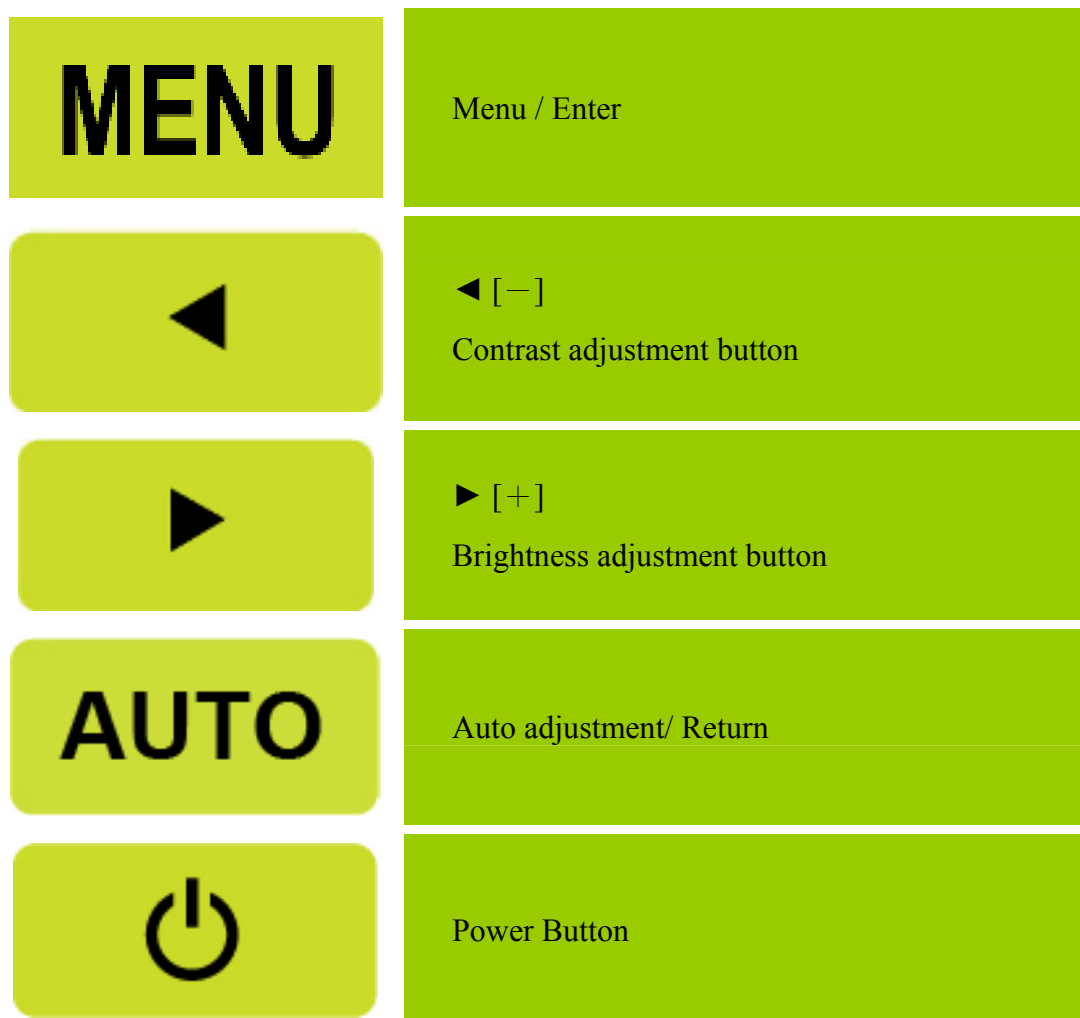 MENU
Menu / Enter
◄ [－]
Contrast adjustment button
► [＋]
Brightness adjustment button
AUTO
Auto adjustment/ Return
Power Button